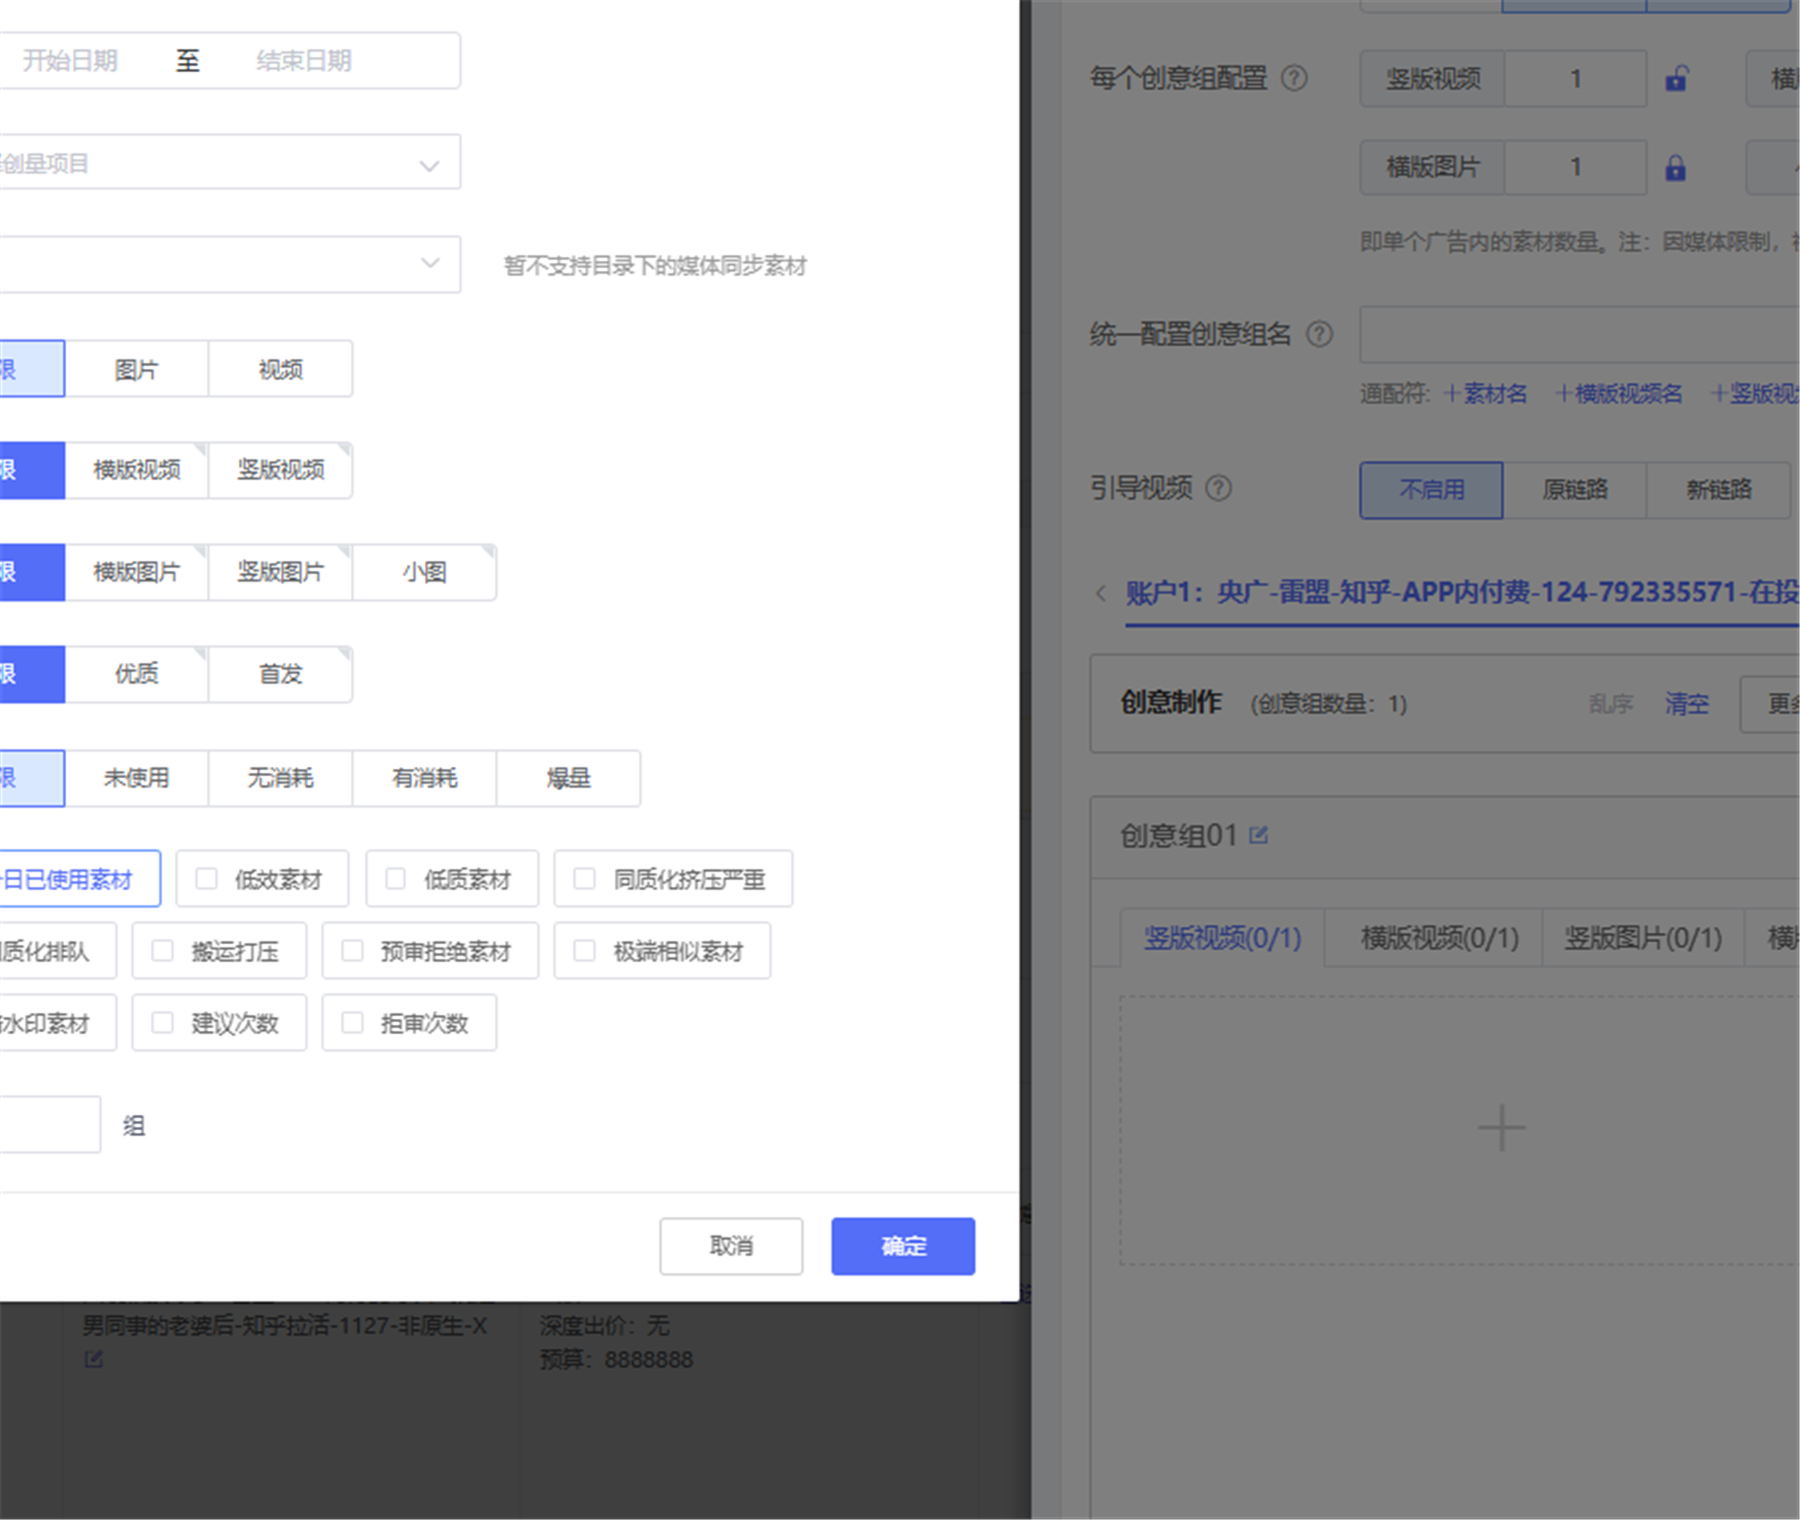 开始日期 至 结束日期
创量项目
暂不支持目录下的媒体同步素材
限 图片 视频
限 横版视频 竖版视频
限 横版图片 竖版图片 小图
限 优质 首发
限 未使用 无消耗 有消耗 爆量
日已使用素材 低效素材 低质素材 同质化挤压严重
质化排队 搬运打压 预审拒绝素材 极端相似素材
水印素材 建议次数 拒审次数
组
取消 确定
男同事的老婆后-知乎拉活-1127-非原生-X
深度出价：无
预算：8888888
每个创意组配置 竖版视频 1 横
横版图片 1
即单个广告内的素材数量。注：因媒体限制，
统一配置创意组名
通配符: +素材名 +横版视频名 +竖版视
引导视频 不启用 原链路 新链路
账户1：央广-雷盟-知乎-APP内付费-124-792335571-在投
创意制作 (创意组数量：1) 乱序 清空 更多
创意组01
竖版视频(0/1) 横版视频(0/1) 竖版图片(0/1) 横